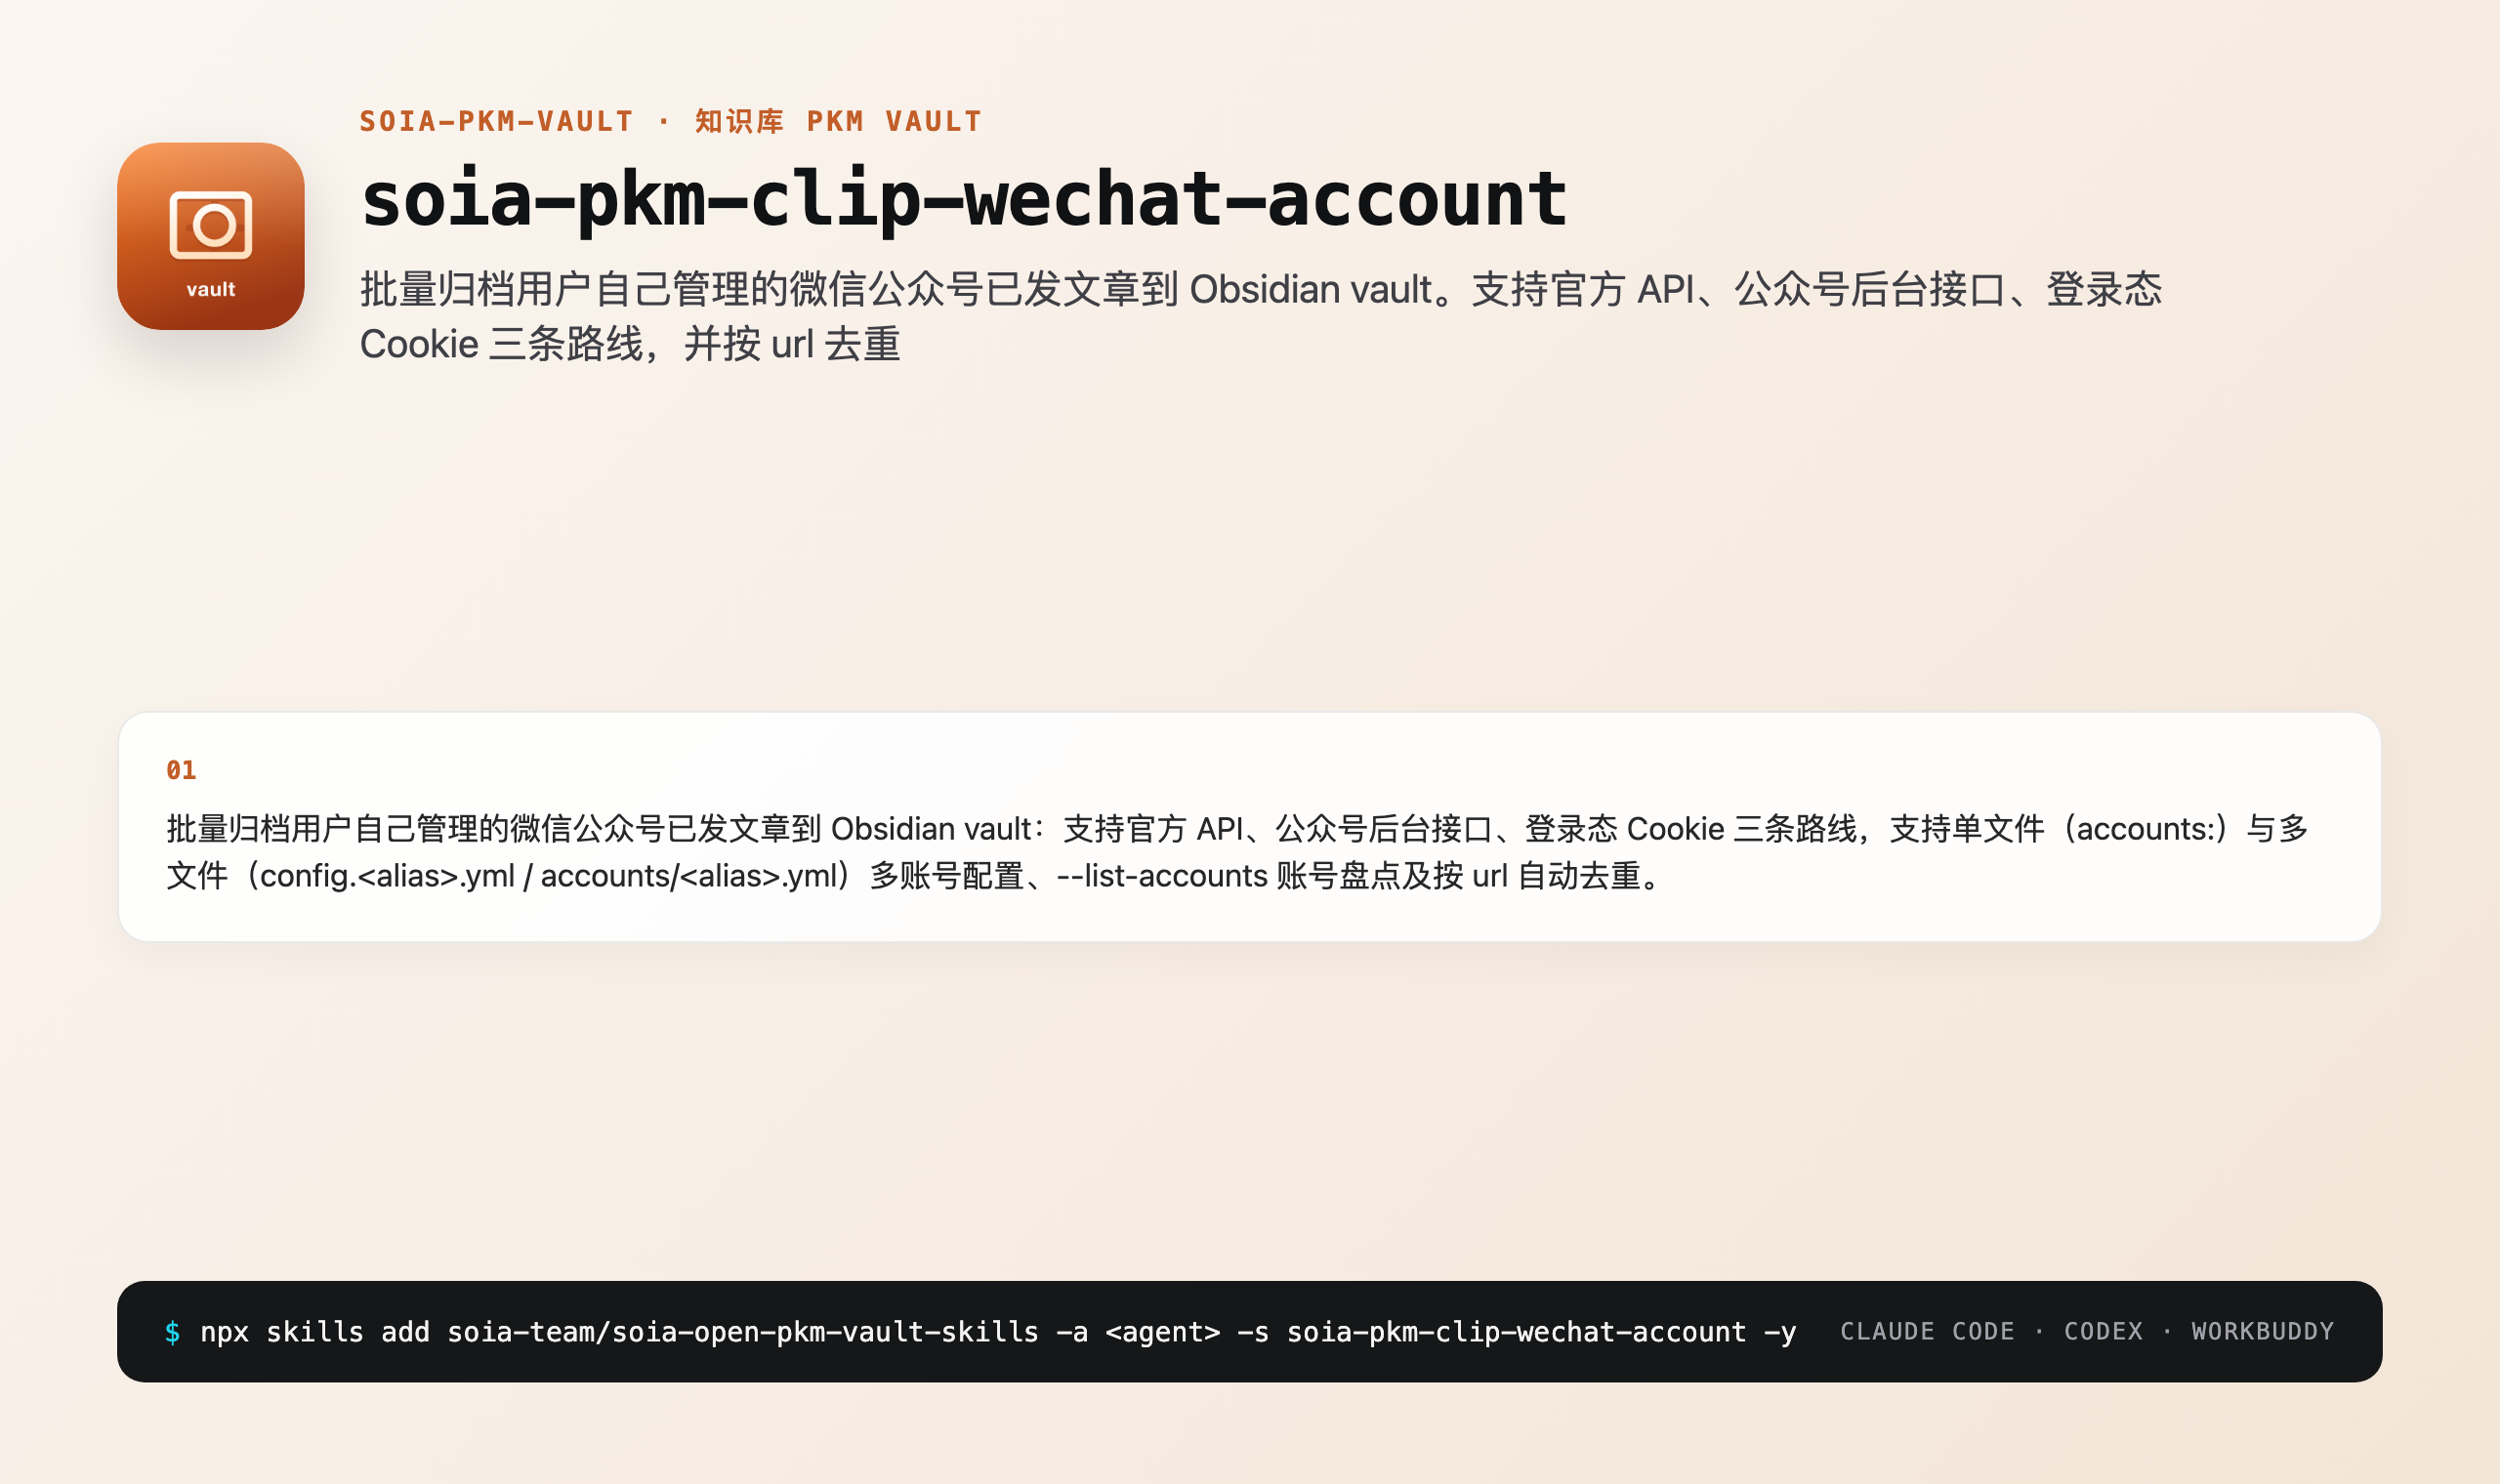 SOIA-PKM-VAULT · 知识库 PKM VAULT
soia-pkm-clip-wechat-account
vault
批量归档用户自己管理的微信公众号已发文章到 Obsidian vault。支持官方 API、公众号后台接口、登录态
Cookie 三条路线，并按 url 去重
01
批量归档用户自己管理的微信公众号已发文章到 Obsidian vault：支持官方 API、公众号后台接口、登录态 Cookie 三条路线，支持单文件（accounts:）与多
文件（config.<alias>.yml / accounts/<alias>.yml）多账号配置、--list-accounts 账号盘点及按 url 自动去重。
$ npx skills add soia-team/soia-open-pkm-vault-skills -a <agent> -s soia-pkm-clip-wechat-account -y CLAUDE CODE · CODEX · WORKBUDDY